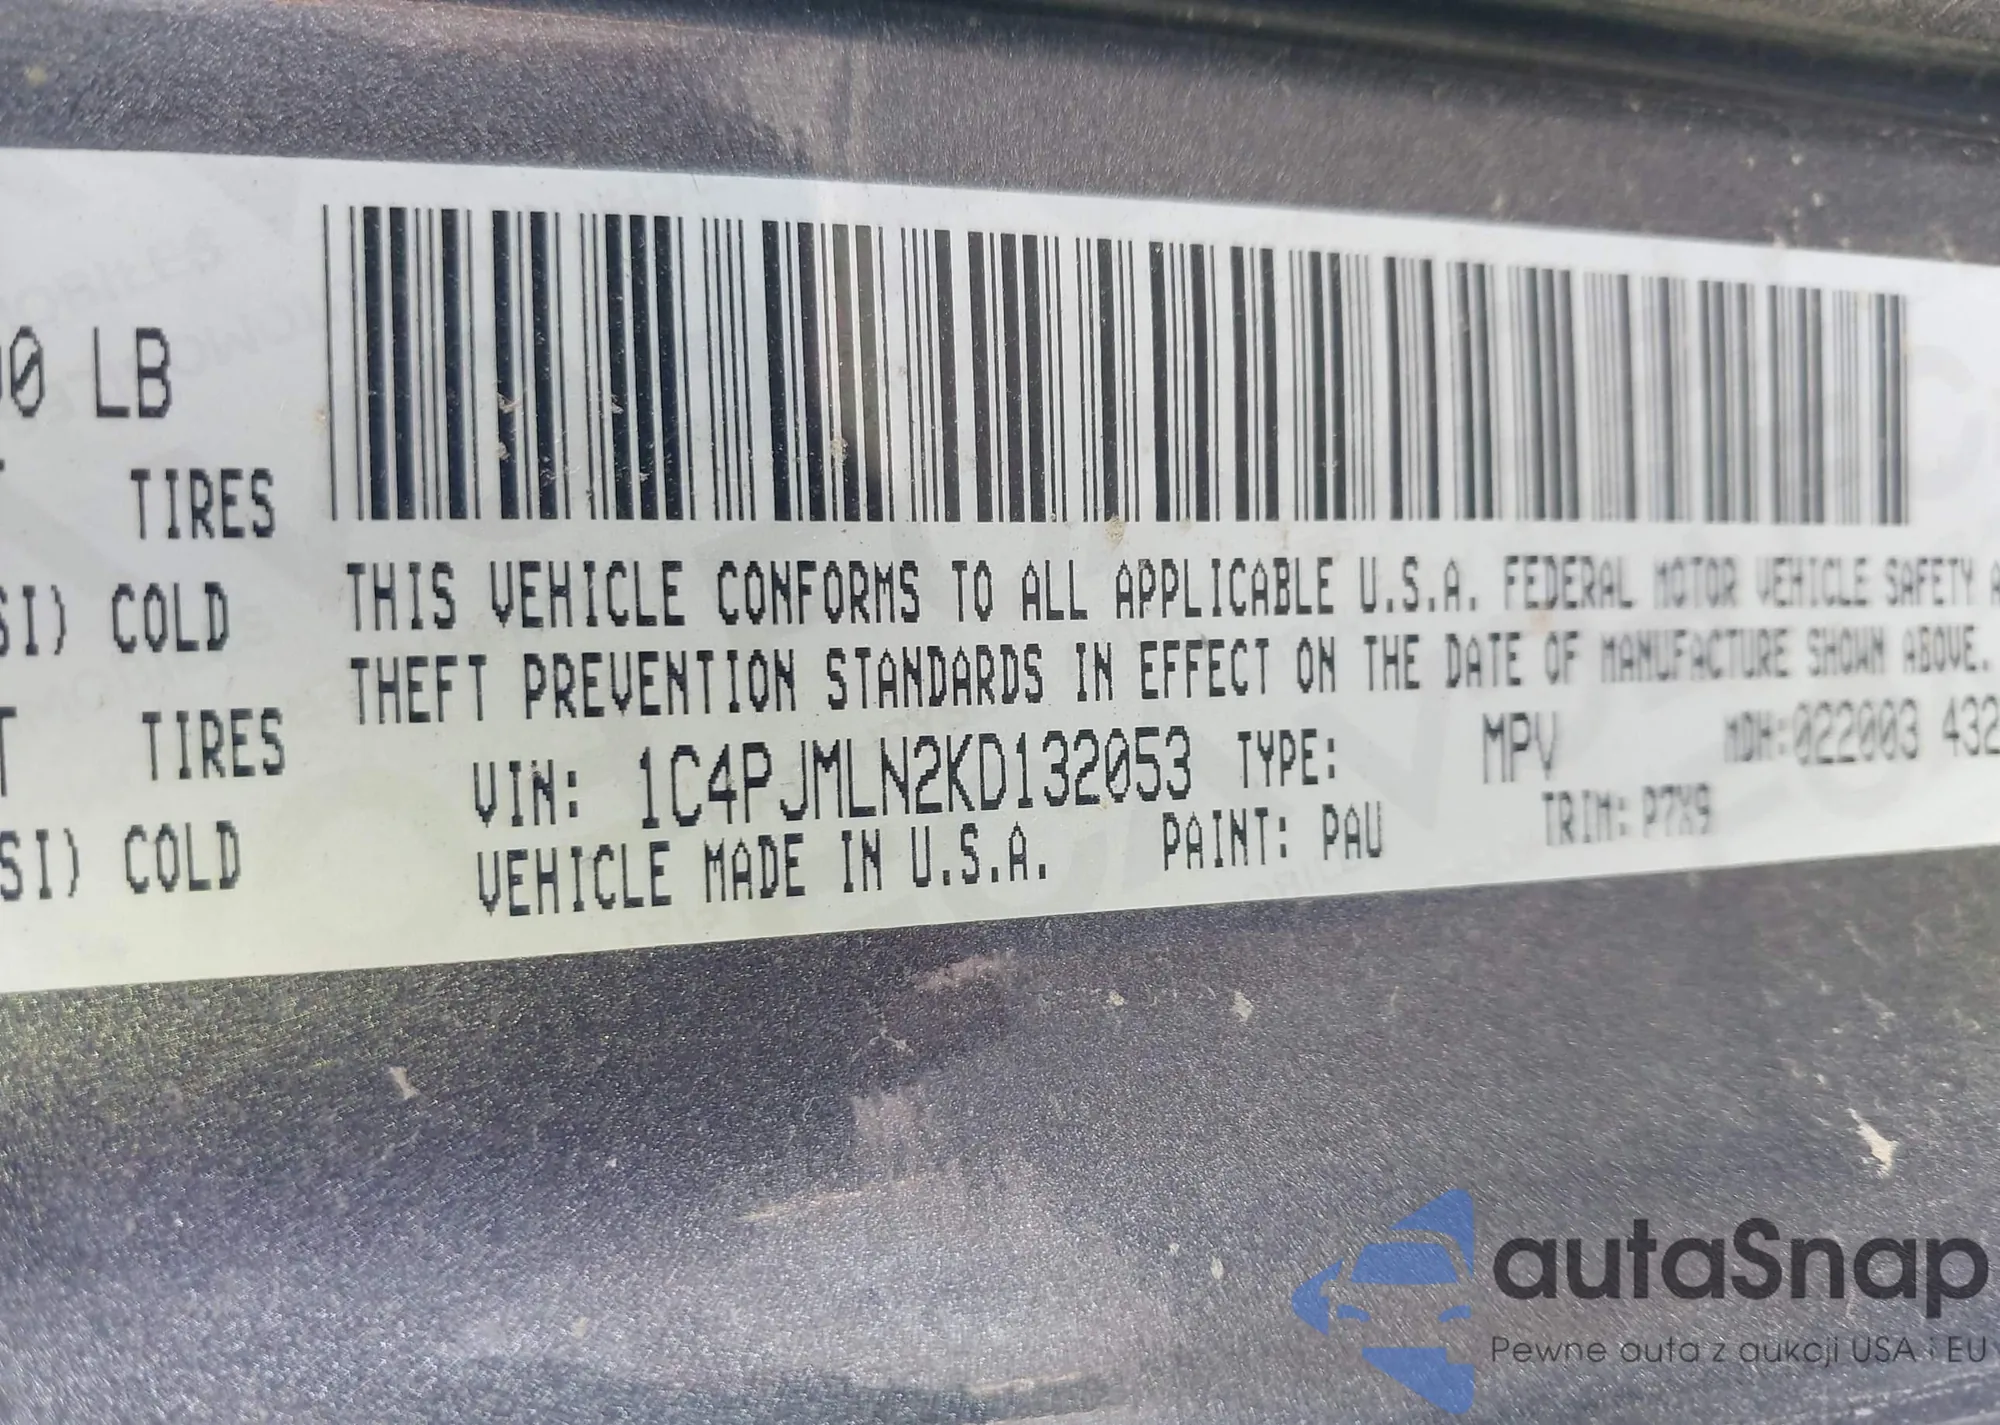 00 LB
TIRES
SI) COLD
T TIRES
SI) COLD
THIS VEHICLE CONFORMS TO ALL APPLICABLE U.S.A. FEDERAL MOTOR VEHICLE SAFETY A
THEFT PREVENTION STANDARDS IN EFFECT ON THE DATE OF MANUFACTURE SHOWN ABOVE.
VIN: 1C4PJMLN2KD132053 TYPE: MPV MDH:022003 432
VEHICLE MADE IN U.S.A. PAINT: PAU TRIM: P7X9
autaSnap
Pewne auta z aukcji USA i EU